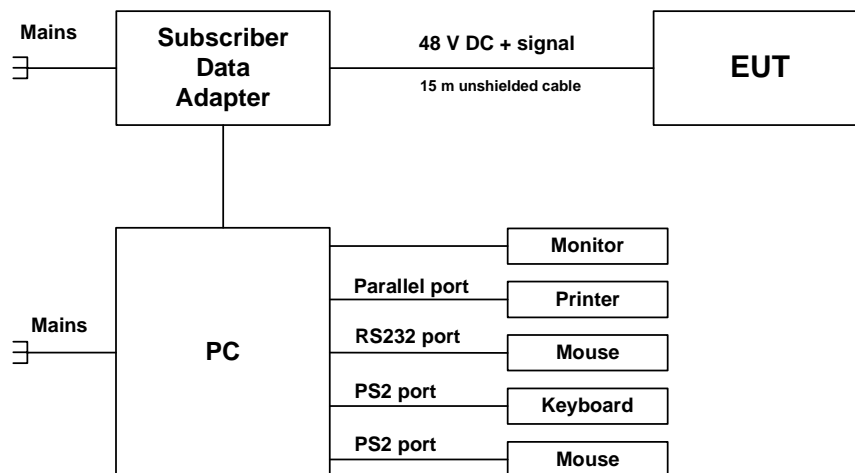 Mains
Subscriber
Data
Adapter
48 V DC + signal
15 m unshielded cable
EUT
Mains
PC
Monitor
Parallel port
Printer
RS232 port
Mouse
PS2 port
Keyboard
PS2 port
Mouse